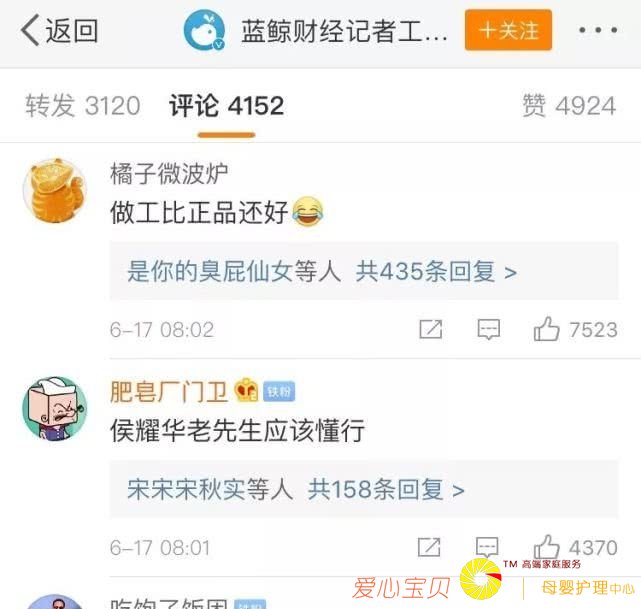 返回
蓝鲸财经记者工...
+关注
转发 3120
评论 4152
赞 4924
橘子微波炉
做工比正品还好
是你的臭屁仙女等人 共435条回复 >
6-17 08:02
7523
肥皂厂门卫
铁粉
侯耀华老先生应该懂行
宋宋宋秋实等人 共158条回复 >
6-17 08:01
4370
爱心宝贝
TM 高端家庭服务
母婴护理中心
吃饱了饭困
铁粉